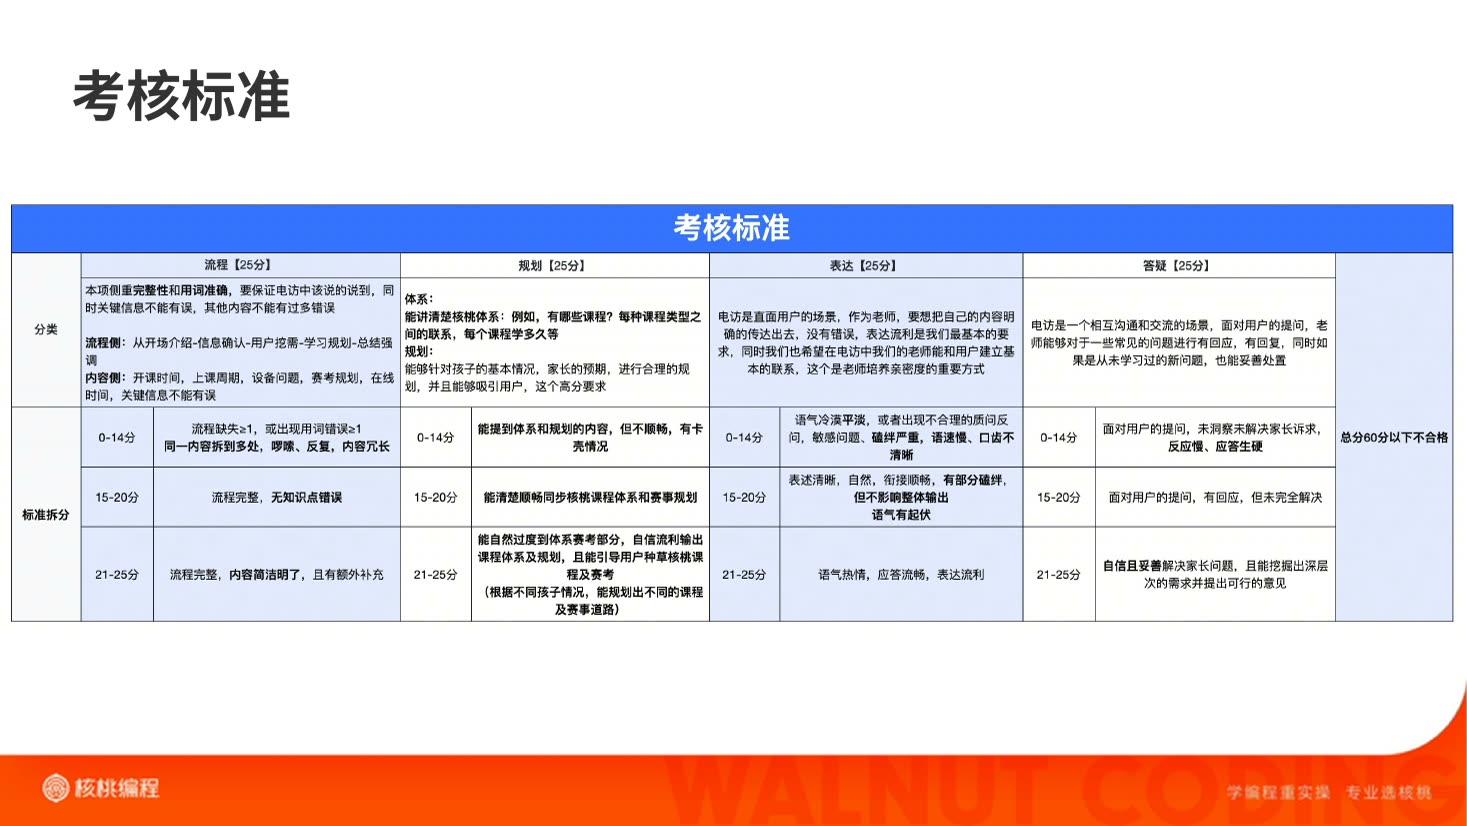 考核标准
考核标准
分类
流程【25分】
规划【25分】
表达【25分】
答疑【25分】
本项侧重完整性和用词准确，要保证电访中该说的说到，同
时关键信息不能有误，其他内容不能有过多错误
流程侧：从开场介绍-信息确认-用户挖需-学习规划-总结强
调
内容侧：开课时间，上课周期，设备问题，赛考规划，在线
时间，关键信息不能有误
体系：
能讲清楚核桃体系：例如，有哪些课程？每种课程类型之
间的联系，每个课程学多久等
规划：
能够针对孩子的基本情况，家长的预期，进行合理的规
划，并且能够吸引用户，这个高分要求
电访是直面用户的场景，作为老师，要想把自己的内容明
确的传达出去，没有错误，表达流利是我们最基本的要
求，同时我们也希望在电访中我们的老师能和用户建立基
本的联系，这个是老师培养亲密度的重要方式
电访是一个相互沟通和交流的场景，面对用户的提问，老
师能够对于一些常见的问题进行有回应，有回复，同时如
果是从未学习过的新问题，也能妥善处置
总分60分以下不合格
标准拆分
0-14分
流程缺失≥1，或出现用词错误≥1
同一内容拆到多处，啰嗦、反复，内容冗长
0-14分
能提到体系和规划的内容，但不顺畅，有卡
壳情况
0-14分
语气冷漠平淡，或者出现不合理的质问反
问，敏感问题、磕绊严重，语速慢、口齿不
清晰
0-14分
面对用户的提问，未洞察未解决家长诉求，
反应慢、应答生硬
15-20分
流程完整，无知识点错误
15-20分
能清楚顺畅同步核桃课程体系和赛事规划
15-20分
表述清晰，自然，衔接顺畅，有部分磕绊，
但不影响整体输出
语气有起伏
15-20分
面对用户的提问，有回应，但未完全解决
21-25分
流程完整，内容简洁明了，且有额外补充
21-25分
能自然过度到体系赛考部分，自信流利输出
课程体系及规划，且能引导用户种草核桃课
程及赛考
（根据不同孩子情况，能规划出不同的课程
及赛事道路）
21-25分
语气热情，应答流畅，表达流利
21-25分
自信且妥善解决家长问题，且能挖掘出深层
次的需求并提出可行的意见
核桃编程
WALNUT CODING
学编程重实操 专业选核桃